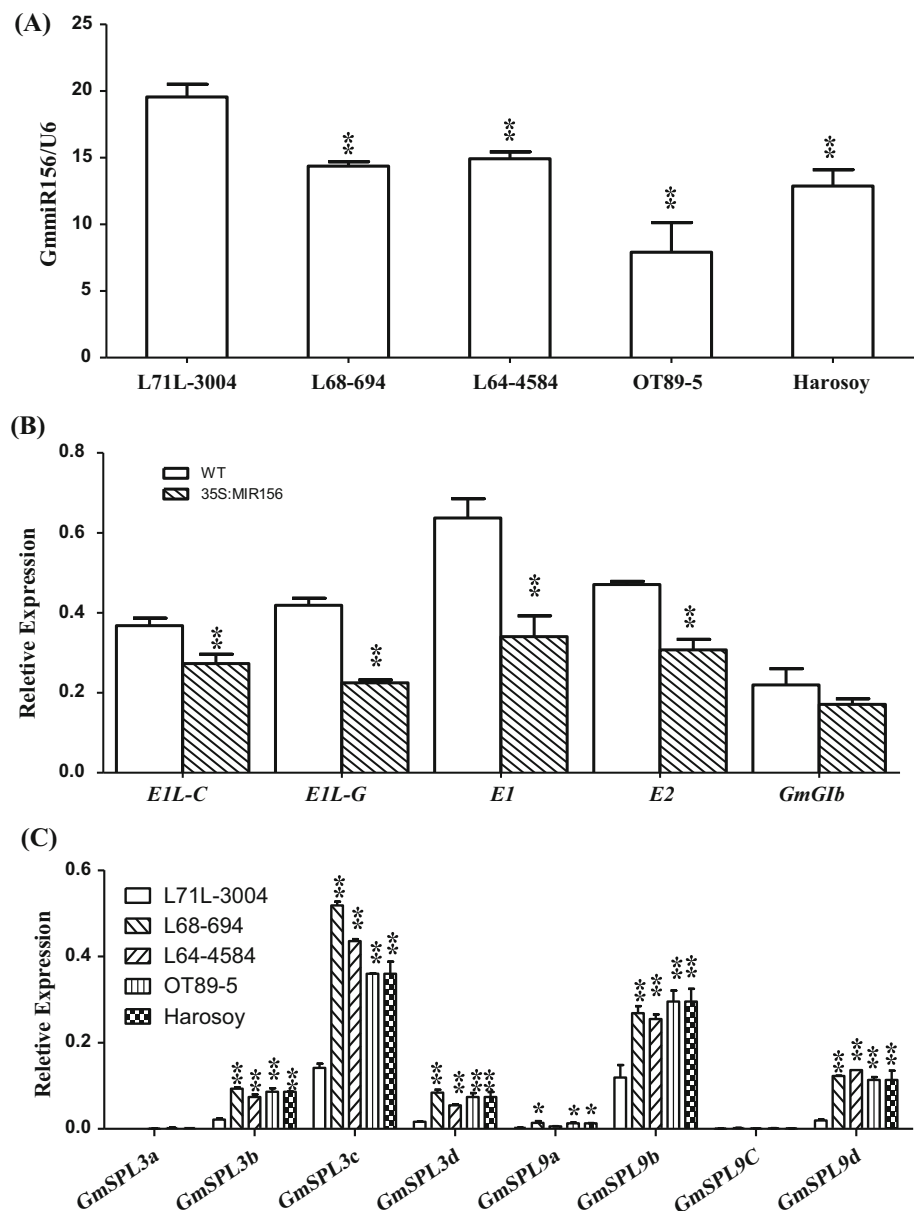 (A)
GmmiR156/U6
25
20
15
10
5
0
**
**
**
**
L71L-3004 L68-694 L64-4584 OT89-5 Harosoy
(B)
Reletive Expression
0.8
0.6
0.4
0.2
0.0
WT
35S:MIR156
**
**
**
**
E1L-C E1L-G E1 E2 GmGIb
(C)
Reletive Expression
0.6
0.4
0.2
0.0
L71L-3004
L68-694
L64-4584
OT89-5
Harosoy
** ** ** **
** ** ** **
** ** ** **
* * *
** ** ** **
** ** ** **
GmSPL3a GmSPL3b GmSPL3c GmSPL3d GmSPL9a GmSPL9b GmSPL9C GmSPL9d